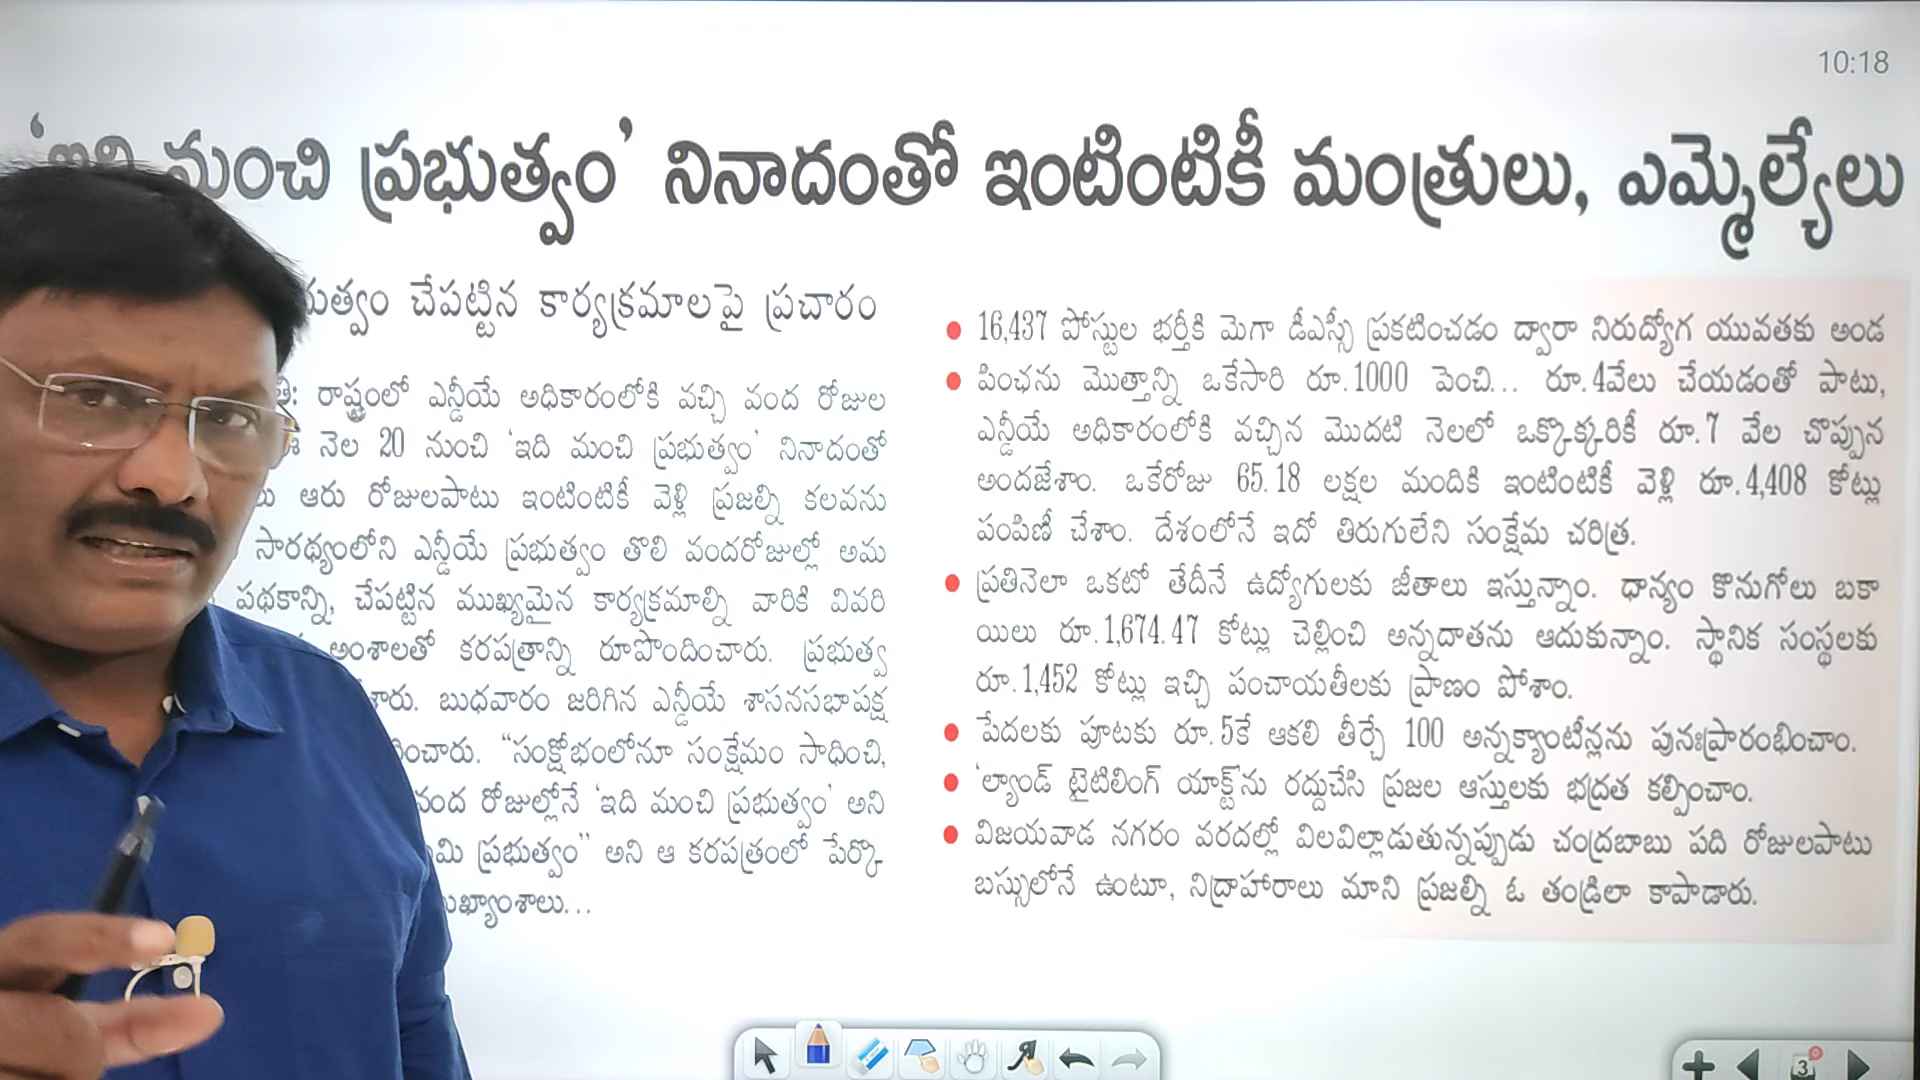 10:18
మంచి ప్రభుత్వం’ నినాదంతో ఇంటింటికీ మంత్రులు, ఎమ్మెల్యేలు
చేపట్టిన కార్యక్రమాలపై ప్రచారం
రాష్ట్రంలో ఎన్డీయే అధికారంలోకి వచ్చి వంద రోజుల
నెల 20 నుంచి ‘ఇది మంచి ప్రభుత్వం’ నినాదంతో
ఆరు రోజులపాటు ఇంటింటికీ వెళ్లి ప్రజల్ని కలవను
సారథ్యంలోని ఎన్డీయే ప్రభుత్వం తొలి వందరోజుల్లో అమ
పథకాన్ని, చేపట్టిన ముఖ్యమైన కార్యక్రమాల్ని వారికి వివరి
అంశాలతో కరపత్రాన్ని రూపొందించారు. ప్రభుత్వ
బుధవారం జరిగిన ఎన్డీయే శాసనసభాపక్ష
“సంక్షోభంలోనూ సంక్షేమం సాధించి,
రోజుల్లోనే ‘ఇది మంచి ప్రభుత్వం’ అని
ప్రభుత్వం” అని ఆ కరపత్రంలో పేర్కొ
● 16,437 పోస్టుల భర్తీకి మెగా డీఎస్సీ ప్రకటించడం ద్వారా నిరుద్యోగ యువతకు అండ
● పింఛను మొత్తాన్ని ఒకేసారి రూ.1000 పెంచి... రూ.4వేలు చేయడంతో పాటు,
ఎన్డీయే అధికారంలోకి వచ్చిన మొదటి నెలలో ఒక్కొక్కరికీ రూ.7 వేల చొప్పున
అందజేశాం. ఒకేరోజు 65.18 లక్షల మందికి ఇంటింటికీ వెళ్లి రూ.4,408 కోట్లు
పంపిణీ చేశాం. దేశంలోనే ఇదో తిరుగులేని సంక్షేమ చరిత్ర.
● ప్రతినెలా ఒకటో తేదీనే ఉద్యోగులకు జీతాలు ఇస్తున్నాం. ధాన్యం కొనుగోలు బకా
యిలు రూ.1,674.47 కోట్లు చెల్లించి అన్నదాతను ఆదుకున్నాం. స్థానిక సంస్థలకు
రూ.1,452 కోట్లు ఇచ్చి పంచాయతీలకు ప్రాణం పోశాం.
● పేదలకు పూటకు రూ.5కే ఆకలి తీర్చే 100 అన్నక్యాంటీన్లను పునఃప్రారంభించాం.
● ‘ల్యాండ్ టైటిలింగ్ యాక్ట్’ను రద్దుచేసి ప్రజల ఆస్తులకు భద్రత కల్పించాం.
● విజయవాడ నగరం వరదల్లో విలవిల్లాడుతున్నప్పుడు చంద్రబాబు పది రోజులపాటు
బస్సులోనే ఉంటూ, నిద్రాహారాలు మాని ప్రజల్ని ఓ తండ్రిలా కాపాడారు.
3